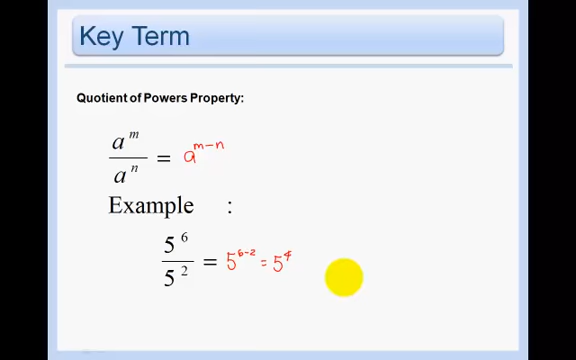 Key Term
Quotient of Powers Property:
a^m / a^n = a^(m-n)
Example :
5^6 / 5^2 = 5^(6-2) = 5^4